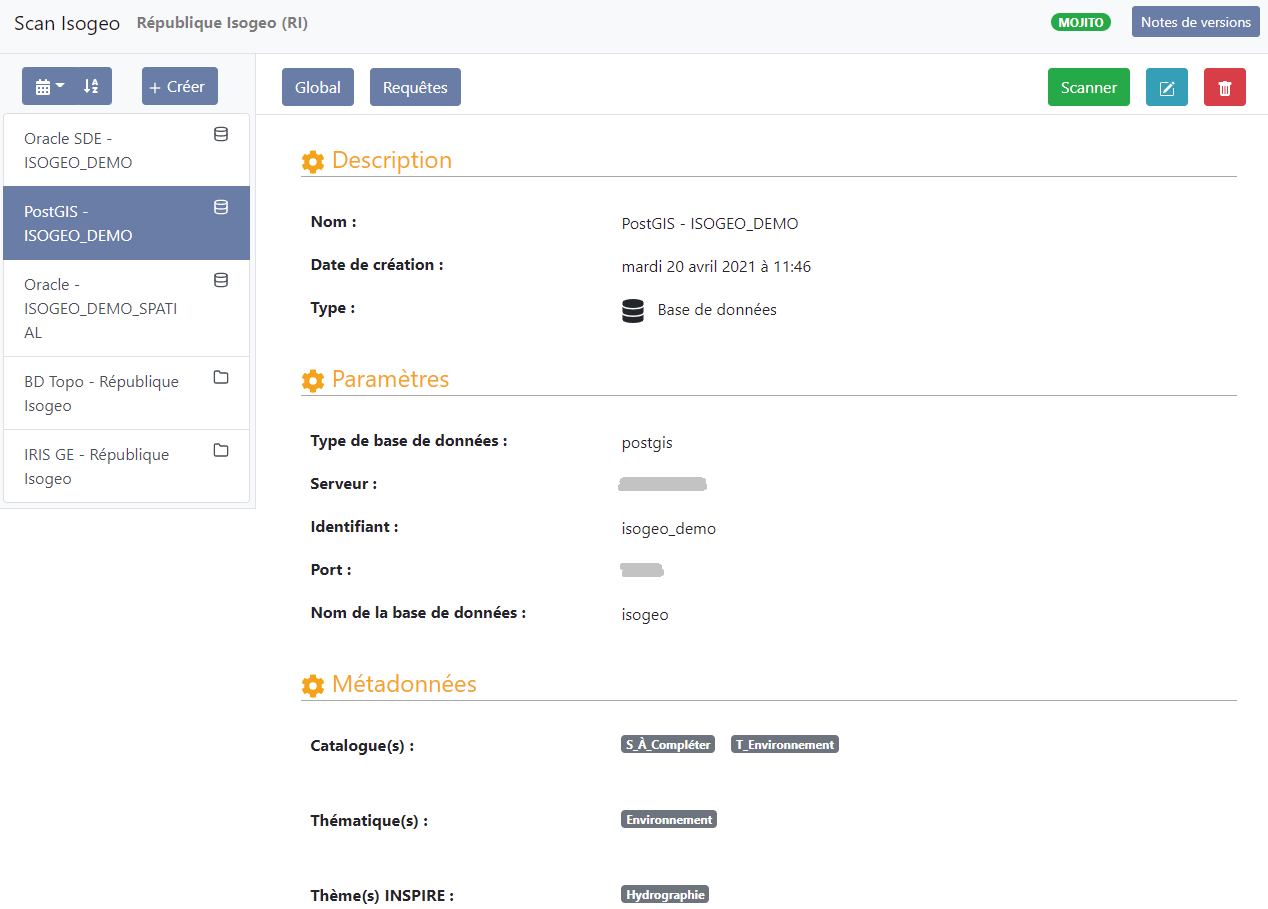 Scan Isogeo République Isogeo (RI)
MOJITO
Notes de versions
+ Créer
Global
Requêtes
Scanner
Oracle SDE -
ISOGEO_DEMO
PostGIS -
ISOGEO_DEMO
Oracle -
ISOGEO_DEMO_SPATI
AL
BD Topo - République
Isogeo
IRIS GE - République
Isogeo
Description
Nom : PostGIS - ISOGEO_DEMO
Date de création : mardi 20 avril 2021 à 11:46
Type : Base de données
Paramètres
Type de base de données : postgis
Serveur :
Identifiant : isogeo_demo
Port :
Nom de la base de données : isogeo
Métadonnées
Catalogue(s) : S_À_Compléter T_Environnement
Thématique(s) : Environnement
Thème(s) INSPIRE : Hydrographie